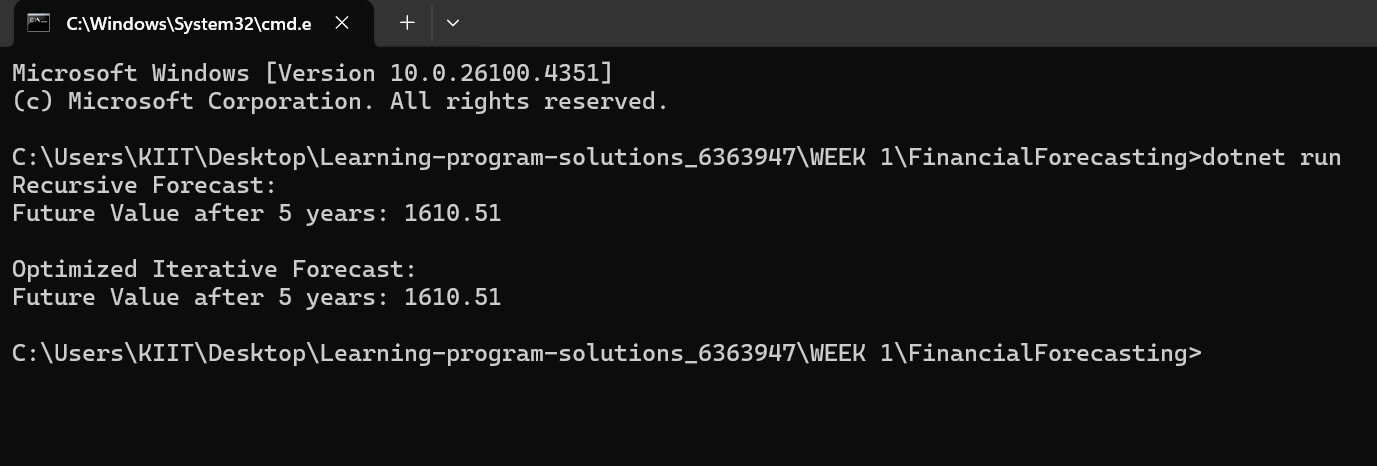 C:\Windows\System32\cmd.e
Microsoft Windows [Version 10.0.26100.4351]
(c) Microsoft Corporation. All rights reserved.
C:\Users\KIIT\Desktop\Learning-program-solutions_6363947\WEEK 1\FinancialForecasting>dotnet run
Recursive Forecast:
Future Value after 5 years: 1610.51
Optimized Iterative Forecast:
Future Value after 5 years: 1610.51
C:\Users\KIIT\Desktop\Learning-program-solutions_6363947\WEEK 1\FinancialForecasting>